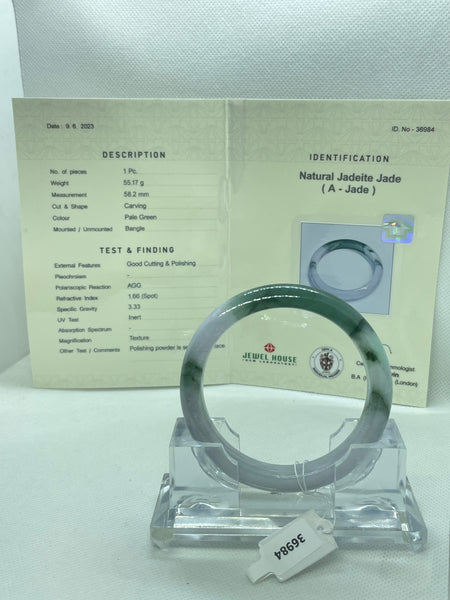 Date : 9. 6. 2023
DESCRIPTION
No. of pieces 1 Pc.
Weight 55.17 g
Measurement 58.2 mm
Cut & Shape Carving
Colour Pale Green
Mounted / Unmounted Bangle
TEST & FINDING
External Features Good Cutting & Polishing
Pleochroism -
Polariscopic Reaction AGG
Refractive Index 1.66 (Spot)
Specific Gravity 3.33
UV Test Inert
Absorption Spectrum -
Magnification Texture
Other Test / Comments Polishing powder is
ID. No - 36984
IDENTIFICATION
Natural Jadeite Jade
( A - Jade )
JEWEL HOUSE
GEM LABORATORY
B.A (London)
36984